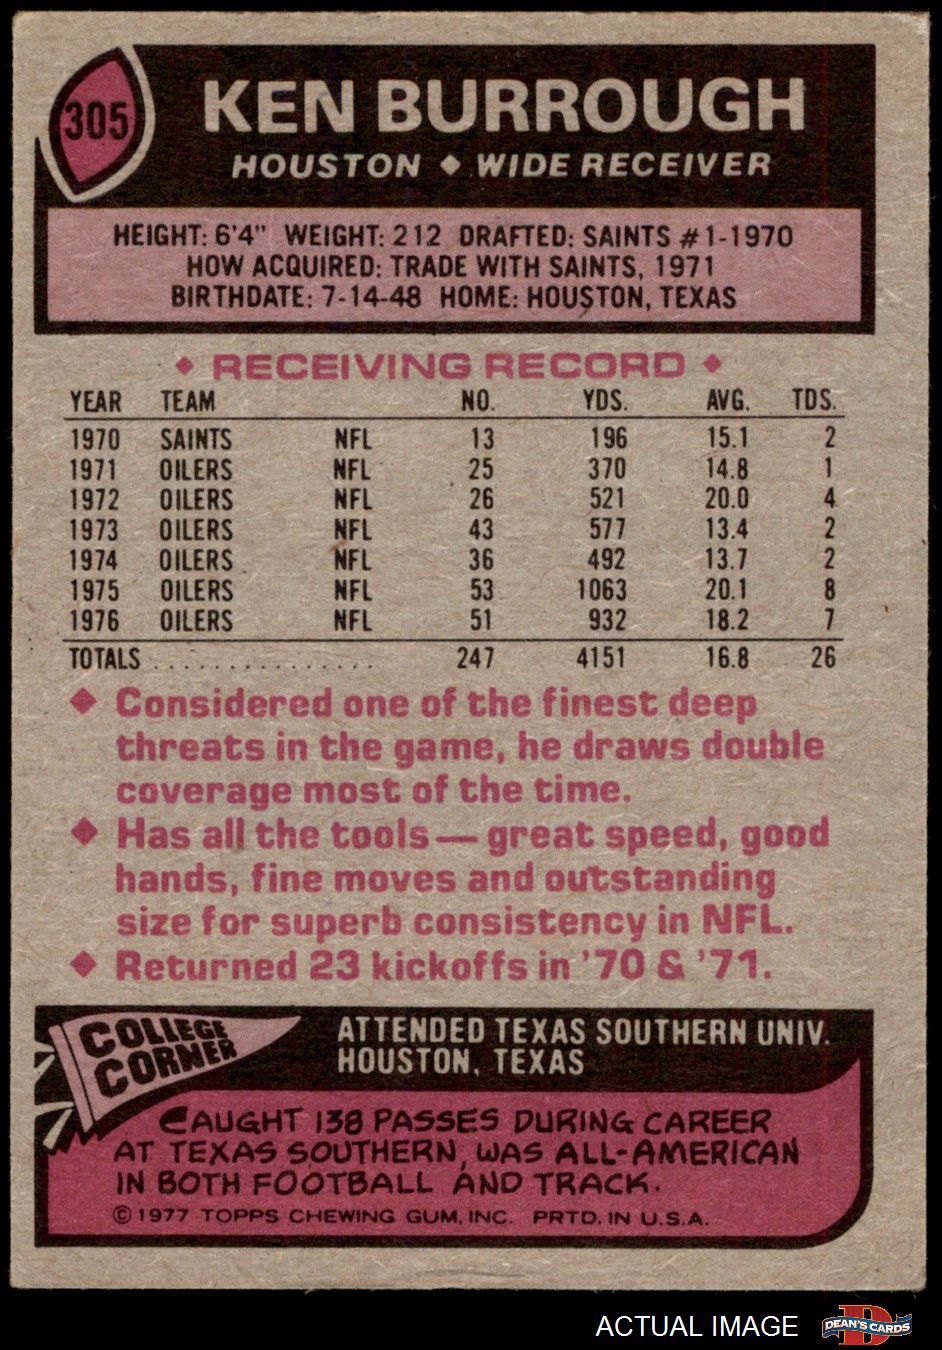 305
KEN BURROUGH
HOUSTON ◆ WIDE RECEIVER
HEIGHT: 6'4" WEIGHT: 212 DRAFTED: SAINTS #1-1970
HOW ACQUIRED: TRADE WITH SAINTS, 1971
BIRTHDATE: 7-14-48 HOME: HOUSTON, TEXAS
◆ RECEIVING RECORD ◆
YEAR TEAM NO. YDS. AVG. TDS.
1970 SAINTS NFL 13 196 15.1 2
1971 OILERS NFL 25 370 14.8 1
1972 OILERS NFL 26 521 20.0 4
1973 OILERS NFL 43 577 13.4 2
1974 OILERS NFL 36 492 13.7 2
1975 OILERS NFL 53 1063 20.1 8
1976 OILERS NFL 51 932 18.2 7
TOTALS . . . . . . . . . . . . . . . 247 4151 16.8 26
◆ Considered one of the finest deep
threats in the game, he draws double
coverage most of the time.
◆ Has all the tools — great speed, good
hands, fine moves and outstanding
size for superb consistency in NFL.
◆ Returned 23 kickoffs in '70 & '71.
COLLEGE
CORNER
ATTENDED TEXAS SOUTHERN UNIV.
HOUSTON, TEXAS
CAUGHT 138 PASSES DURING CAREER
AT TEXAS SOUTHERN, WAS ALL-AMERICAN
IN BOTH FOOTBALL AND TRACK.
© 1977 TOPPS CHEWING GUM, INC. PRTD. IN U.S.A.
ACTUAL IMAGE
D
DEAN'S CARDS